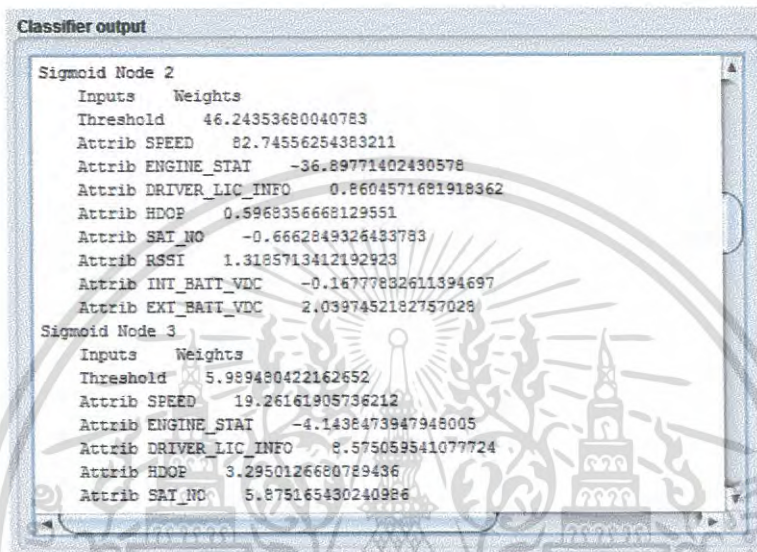 Classifier output
Sigmoid Node 2
Inputs Weights
Threshold 46.24353680040783
Attrib SPEED 82.74556254383211
Attrib ENGINE_STAT -36.89771402430578
Attrib DRIVER_LIC_INFO 0.8604571681918362
Attrib HDOP 0.5968356668129551
Attrib SAT_NO -0.6662849326433783
Attrib RSSI 1.3185713412192923
Attrib INT_BATT_VDC -0.16777832611394697
Attrib EXT_BATT_VDC 2.0397452182757028
Sigmoid Node 3
Inputs Weights
Threshold 5.989480422162652
Attrib SPEED 19.26161905736212
Attrib ENGINE_STAT -4.1438473947948005
Attrib DRIVER_LIC_INFO 8.575059541077724
Attrib HDOP 3.2950126680789436
Attrib SAT_NO 5.875165430240986